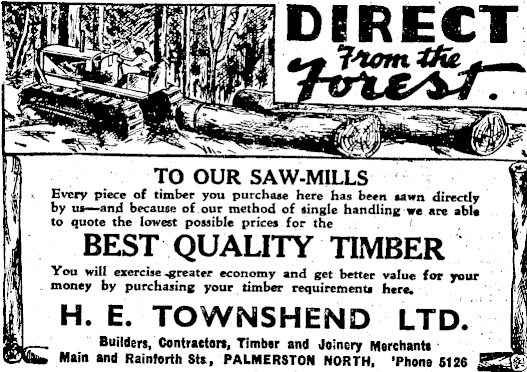 DIRECT
From the
Forest.
TO OUR SAW-MILLS
Every piece of timber you purchase here has been sawn directly
by us—and because of our method of single handling we are able
to quote the lowest possible prices for the
BEST QUALITY TIMBER
You will exercise greater economy and get better value for your
money by purchasing your timber requirements here.
H. E. TOWNSHEND LTD.
Builders, Contractors, Timber and Joinery Merchants
Main and Rainforth Sts., PALMERSTON NORTH, 'Phone 5126